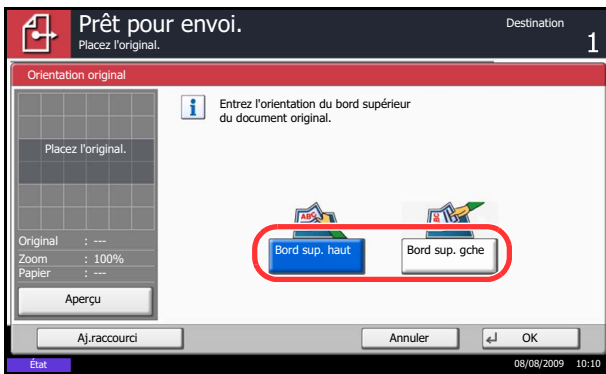 Prêt pour envoi.
Placez l'original.
Destination
1
Orientation original
Placez l'original.
Entrez l'orientation du bord supérieur
du document original.
ABC
ABC
Bord sup. haut
Bord sup. gche
Original : ---
Zoom : 100%
Papier : ---
Aperçu
Aj.raccourci
Annuler
OK
État
08/08/2009 10:10